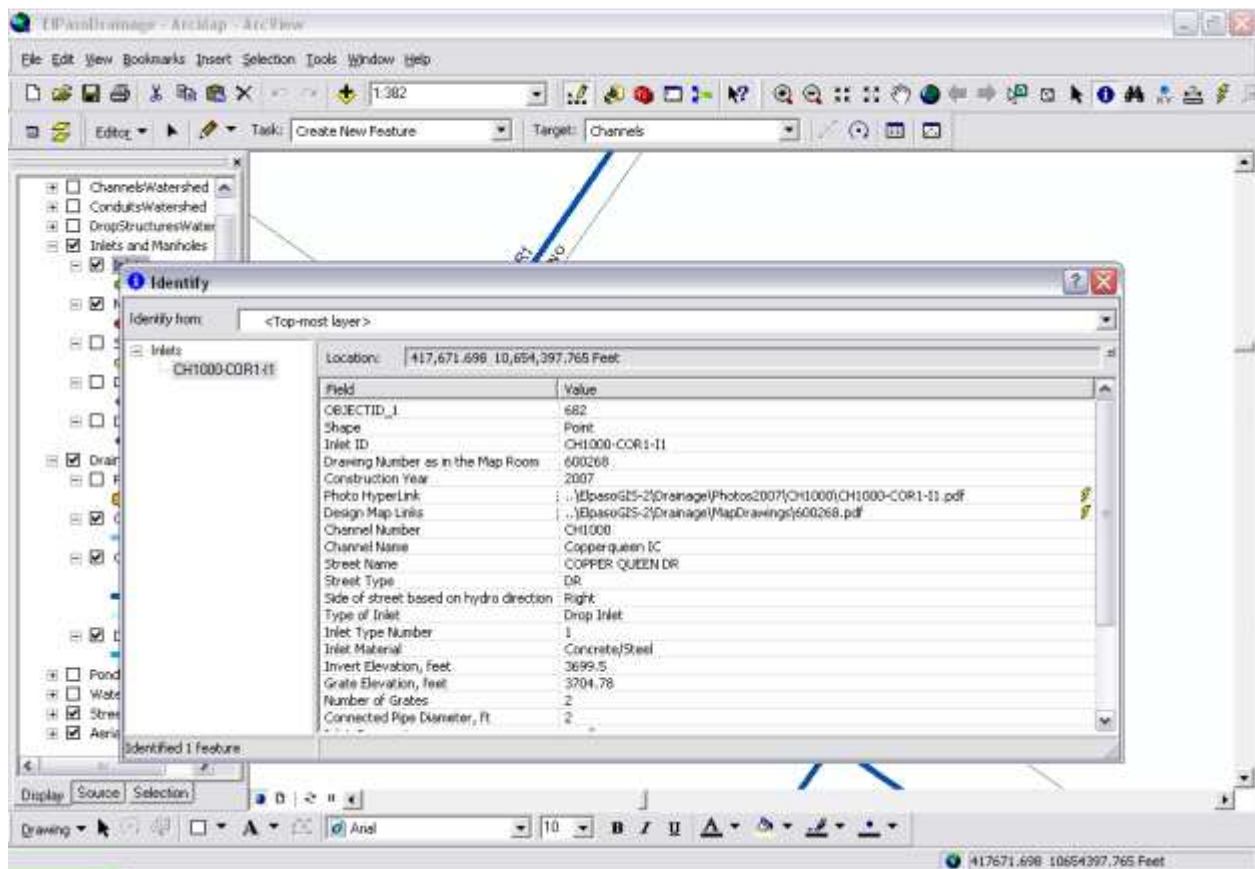 ElPasoDrainage - ArcMap - ArcView
File Edit View Bookmarks Insert Selection Tools Window Help
1:382
Editor Task: Create New Feature Target: Channels
ChannelsWatershed
ConduitsWatershed
DropStructuresWater
Inlets and Manholes
Identify
Identify from: <Top-most layer>
Inlets
CH1000-COR1-I1
Location: 417,671.698 10,654,397.765 Feet
Field Value
OBJECTID_1 682
Shape Point
Inlet ID CH1000-COR1-I1
Drawing Number as in the Map Room 600268
Construction Year 2007
Photo HyperLink ..\ElpasoGIS-2\Drainage\Photos2007\CH1000\CH1000-COR1-I1.pdf
Design Map Links ..\ElpasoGIS-2\Drainage\MapDrawings\600268.pdf
Channel Number CH1000
Channel Name Copperqueen IC
Street Name COPPER QUEEN DR
Street Type DR
Side of street based on hydro direction Right
Type of Inlet Drop Inlet
Inlet Type Number 1
Inlet Material Concrete/Steel
Invert Elevation, feet 3699.5
Grate Elevation, feet 3704.78
Number of Grates 2
Connected Pipe Diameter, ft 2
Identified 1 feature
Drain
Pond
Wate
Stree
Aeria
Display Source Selection
Drawing A Arial 10 B I U A
417671.698 10654397.765 Feet